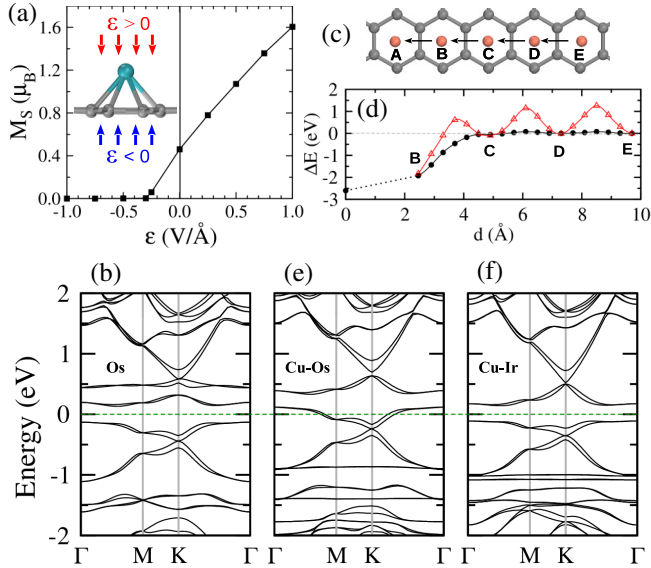 (a)
ε > 0
ε < 0
M_S (μ_B)
1.6
1.2
0.8
0.4
0.0
-1.0 -0.5 0.0 0.5 1.0
ε (V/Å)
(c)
A B C D E
(d)
ΔE (eV)
2
1
0
-1
-2
-3
B C D E
0 2 4 6 8 10
d (Å)
(b) (e) (f)
Energy (eV)
2
1
0
-1
-2
Os Cu-Os Cu-Ir
Γ M K Γ M K Γ Γ M K Γ